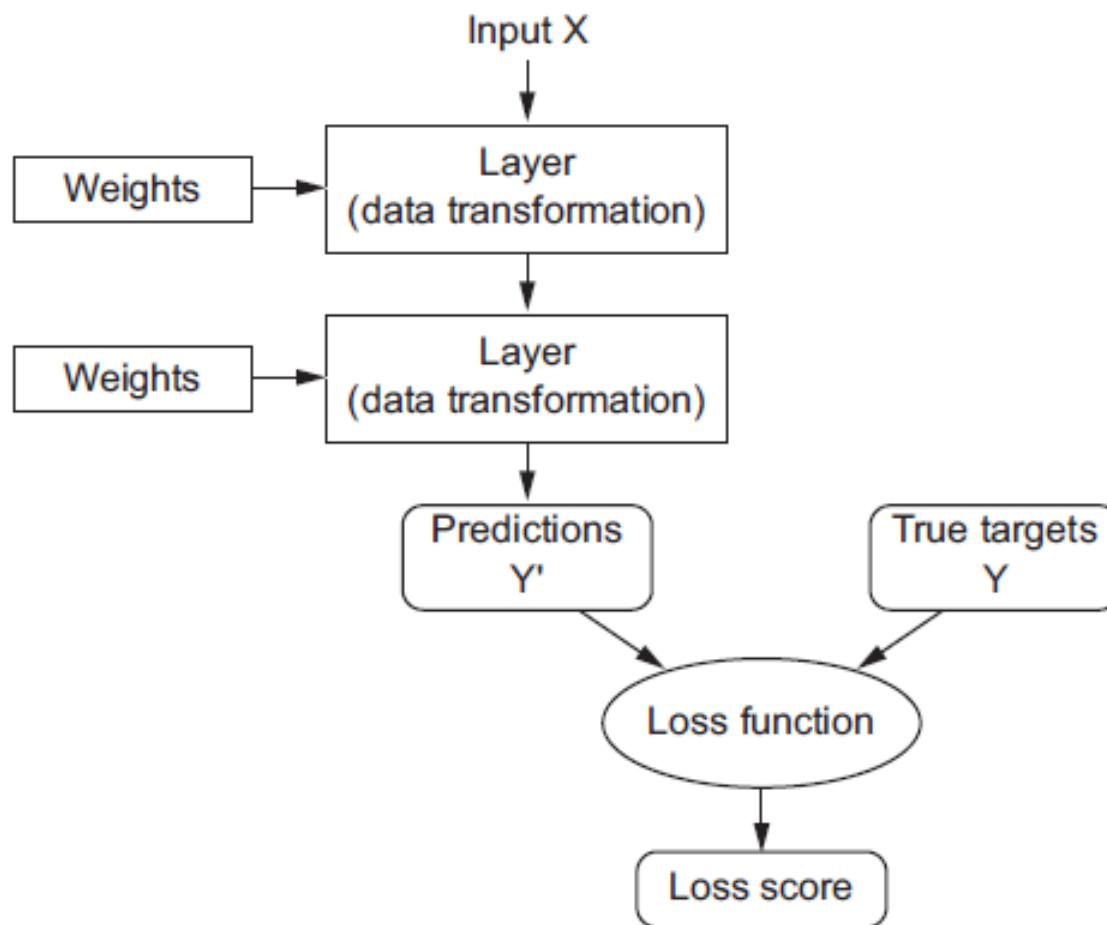 Input X
Weights
Layer
(data transformation)
Weights
Layer
(data transformation)
Predictions
Y'
True targets
Y
Loss function
Loss score